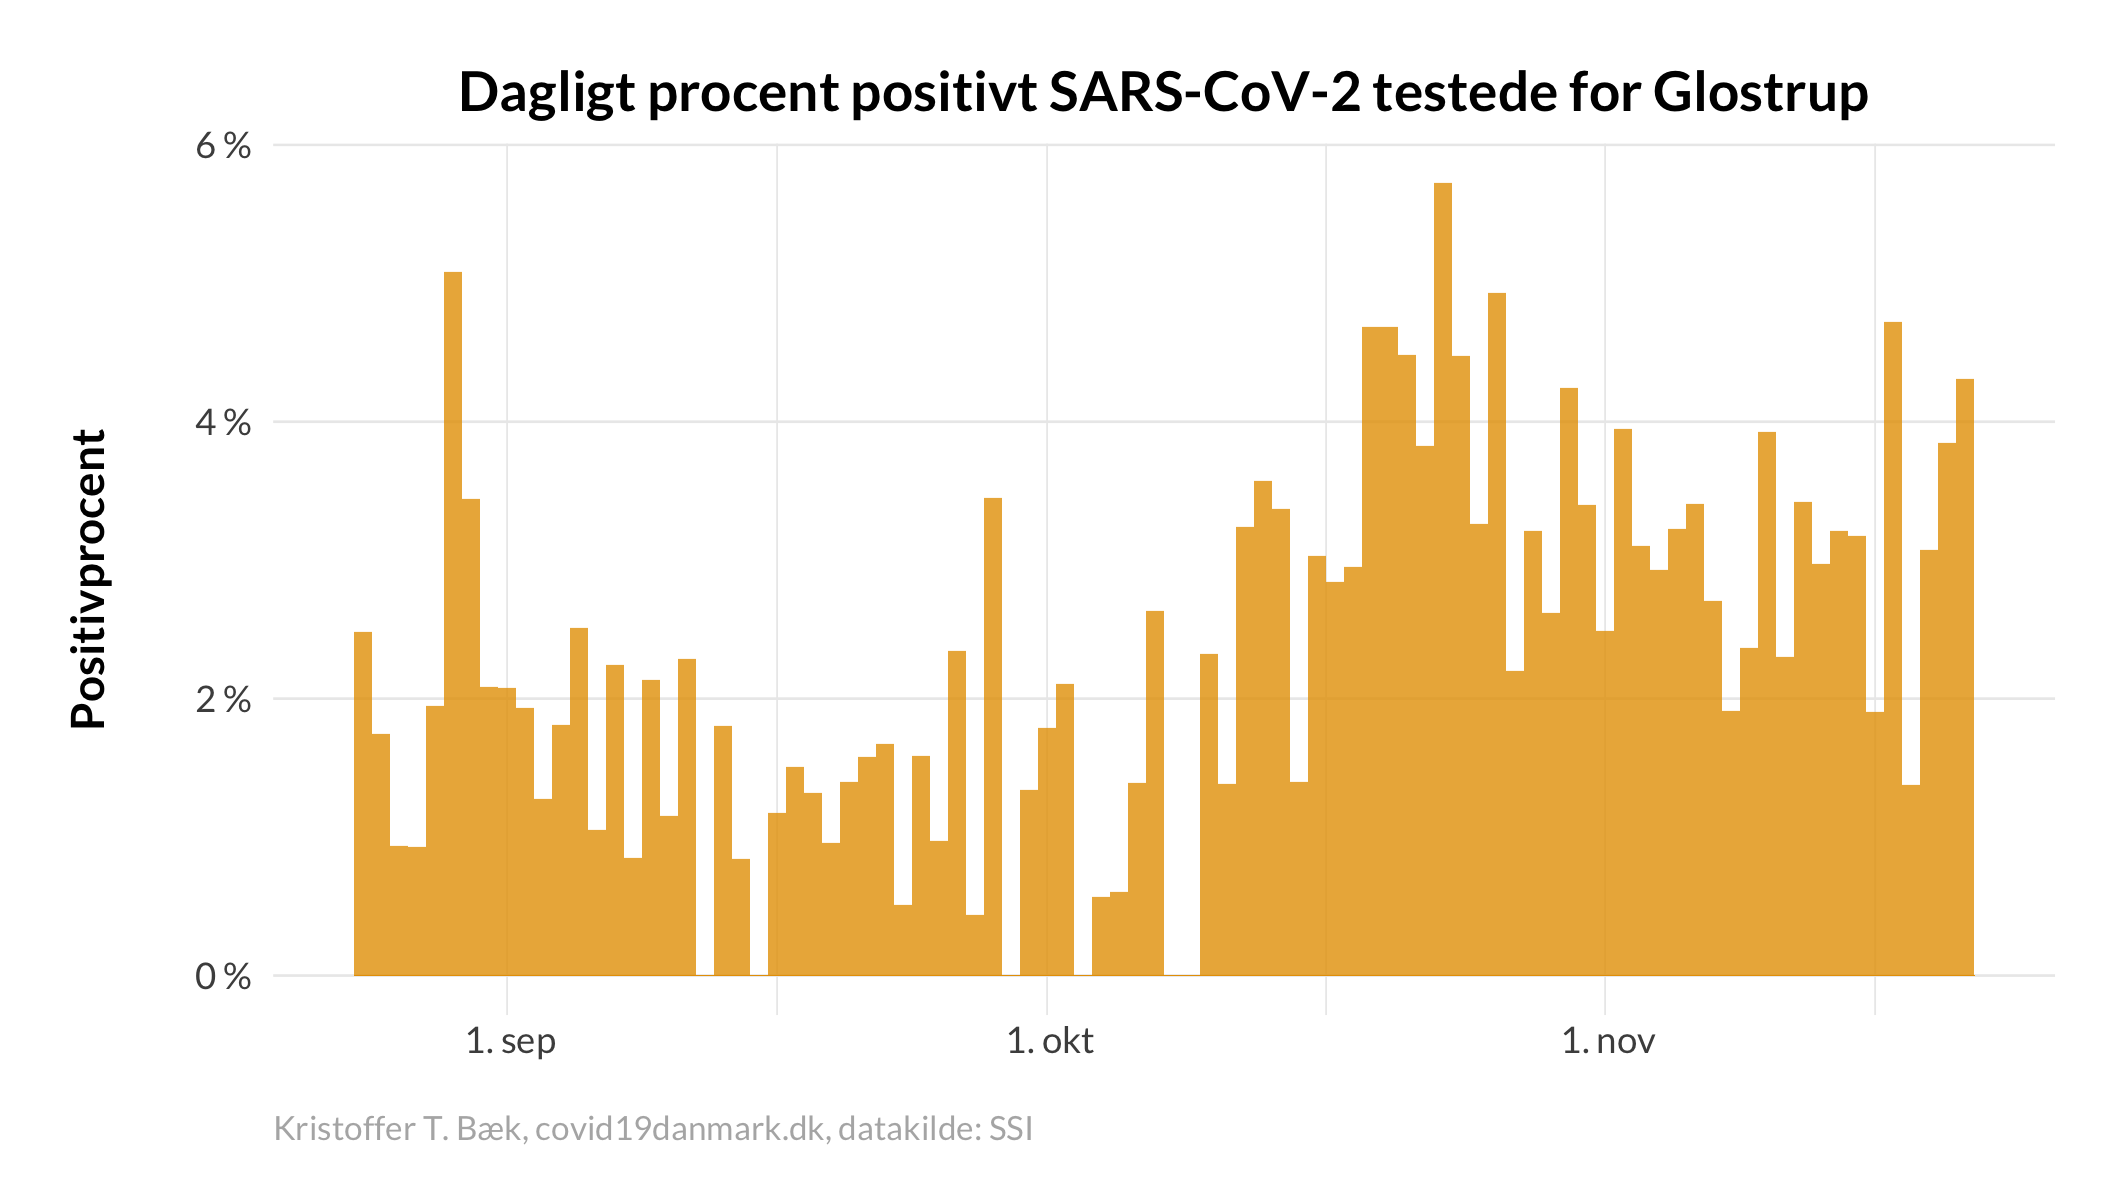 Dagligt procent positivt SARS-CoV-2 testede for Glostrup
6 %
4 %
2 %
0 %
Positivprocent
1. sep
1. okt
1. nov
Kristoffer T. Bæk, covid19danmark.dk, datakilde: SSI